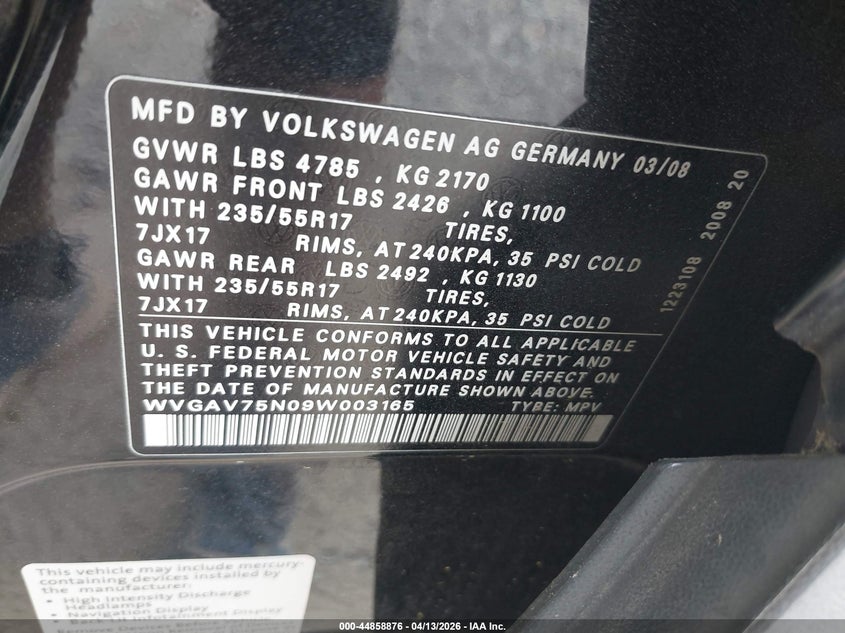 MFD BY VOLKSWAGEN AG GERMANY 03/08
GVWR LBS 4785 , KG 2170
GAWR FRONT LBS 2426 , KG 1100
WITH 235/55R17 TIRES,
7JX17 RIMS, AT 240KPA, 35 PSI COLD
GAWR REAR LBS 2492 , KG 1130
WITH 235/55R17 TIRES,
7JX17 RIMS, AT 240KPA, 35 PSI COLD
THIS VEHICLE CONFORMS TO ALL APPLICABLE
U. S. FEDERAL MOTOR VEHICLE SAFETY AND
THEFT PREVENTION STANDARDS IN EFFECT ON
THE DATE OF MANUFACTURE SHOWN ABOVE.
WVGAV75N09W003165 TYPE: MPV
1223108 2008 20
This vehicle may include mercury-
containing devices installed by
the manufacturer:
- High Intensity Discharge
Headlamps
- Navigation Display
- Infotainment Display
Remove Devices Before
000-44858876 - 04/13/2026 - IAA Inc.